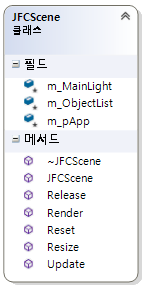 JFCScene
클래스
필드
m_MainLight
m_ObjectList
m_pApp
메서드
~JFCScene
JFCScene
Release
Render
Reset
Resize
Update